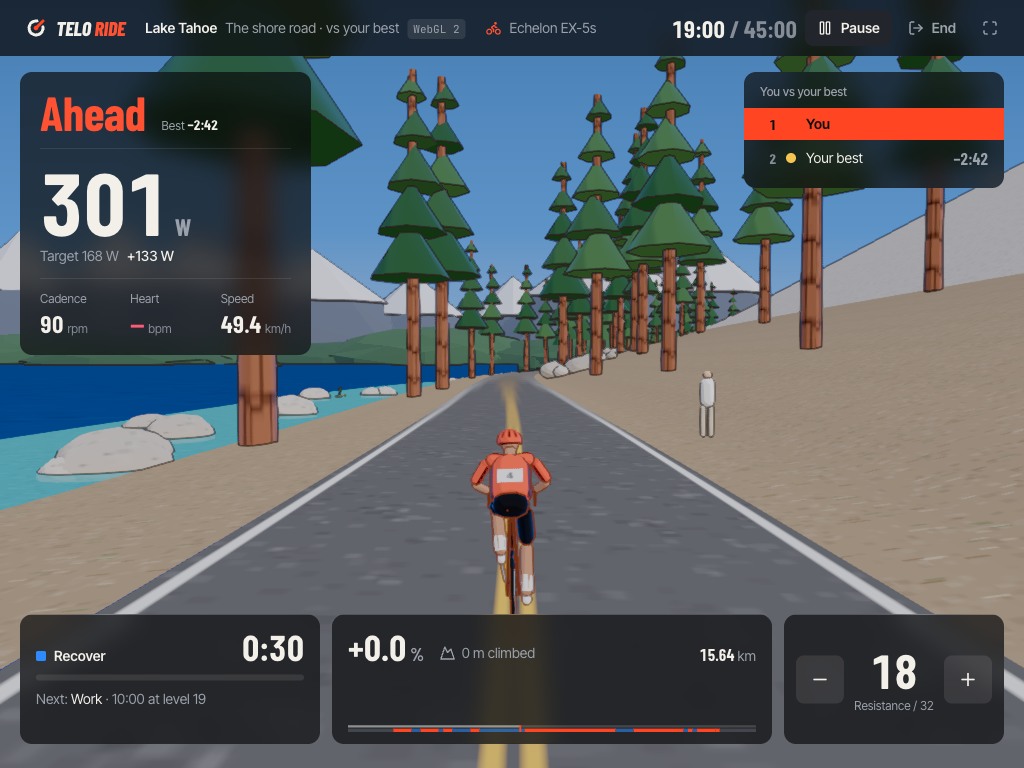 TELO RIDE Lake Tahoe The shore road · vs your best WebGL 2 Echelon EX-5s 19:00 / 45:00 Pause End
Ahead Best −2:42
301 W
Target 168 W +133 W
Cadence Heart Speed
90 rpm – bpm 49.4 km/h
You vs your best
1 You
2 Your best −2:42
4
Recover 0:30
Next: Work · 10:00 at level 19
+0.0 % 0 m climbed 15.64 km
− 18 +
Resistance / 32